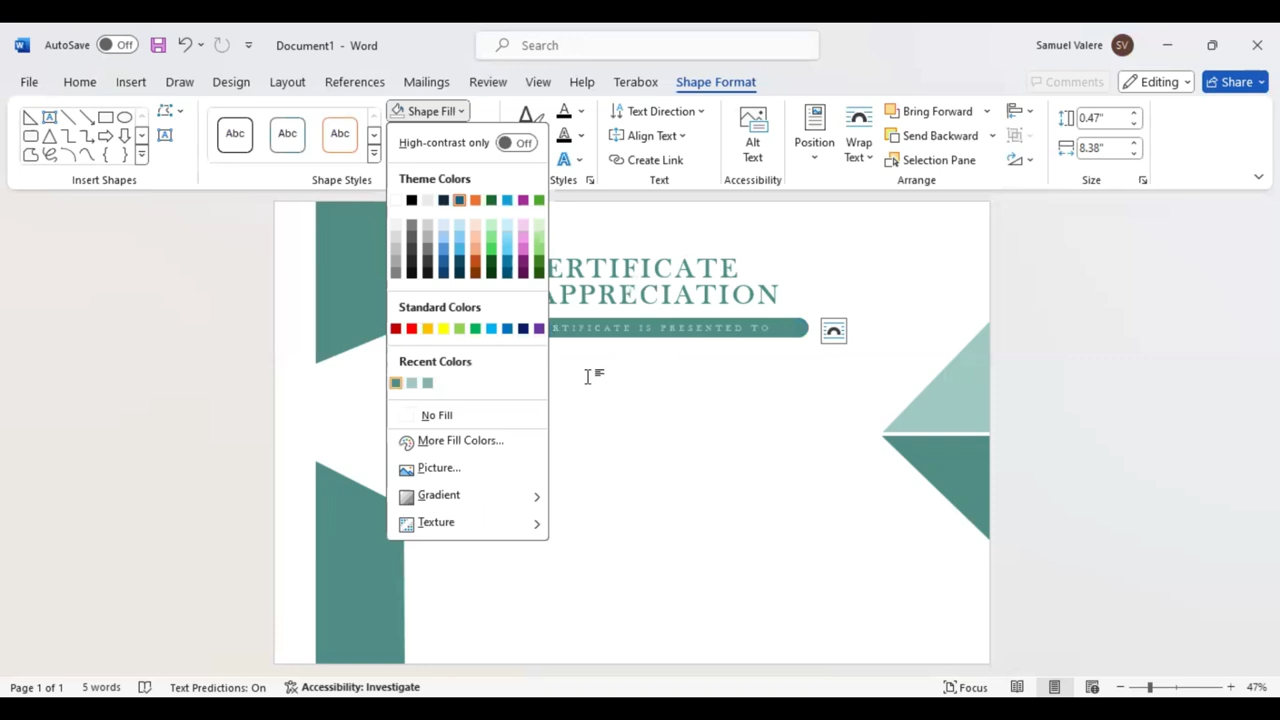 AutoSave Off Document1 - Word Search Samuel Valere SV
File Home Insert Draw Design Layout References Mailings Review View Help Terabox Shape Format Comments Editing Share
Abc Abc Abc Shape Fill Text Direction Bring Forward 0.47"
High-contrast only Off Align Text Alt Text Position Wrap Text Send Backward 8.38"
Create Link Selection Pane
Insert Shapes Shape Styles Styles Text Accessibility Arrange Size
Theme Colors
ERTIFICATE
APPRECIATION
Standard Colors
ERTIFICATE IS PRESENTED TO
Recent Colors
No Fill
More Fill Colors...
Picture...
Gradient
Texture
Page 1 of 1 5 words Text Predictions: On Accessibility: Investigate Focus 47%